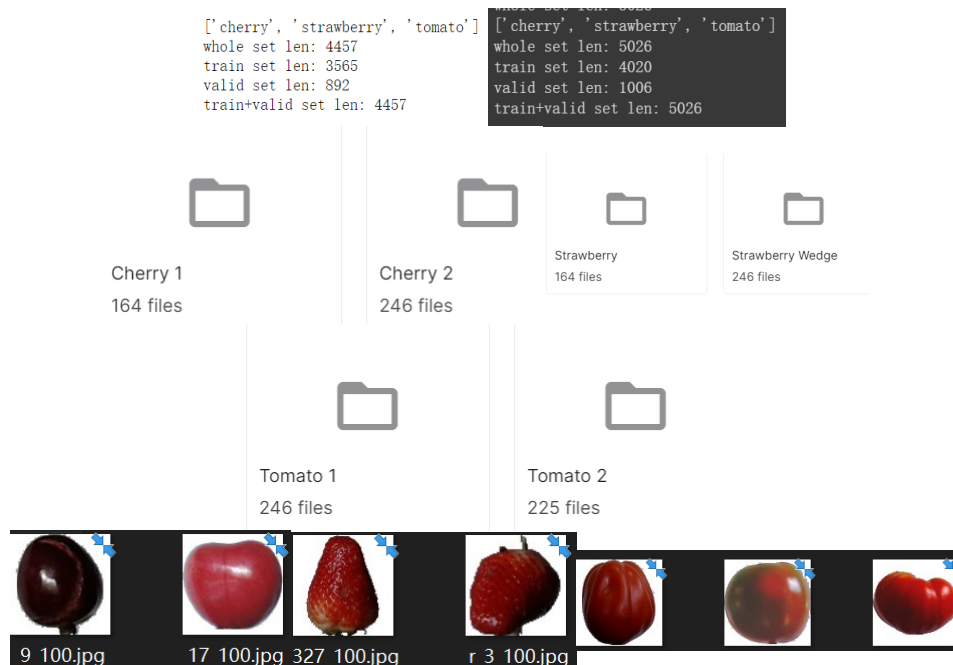 ['cherry', 'strawberry', 'tomato']
whole set len: 4457
train set len: 3565
valid set len: 892
train+valid set len: 4457
['cherry', 'strawberry', 'tomato']
whole set len: 5026
train set len: 4020
valid set len: 1006
train+valid set len: 5026
Cherry 1
164 files
Cherry 2
246 files
Strawberry
164 files
Strawberry Wedge
246 files
Tomato 1
246 files
Tomato 2
225 files
9_100.jpg
17_100.jpg
327_100.jpg
r_3_100.jpg